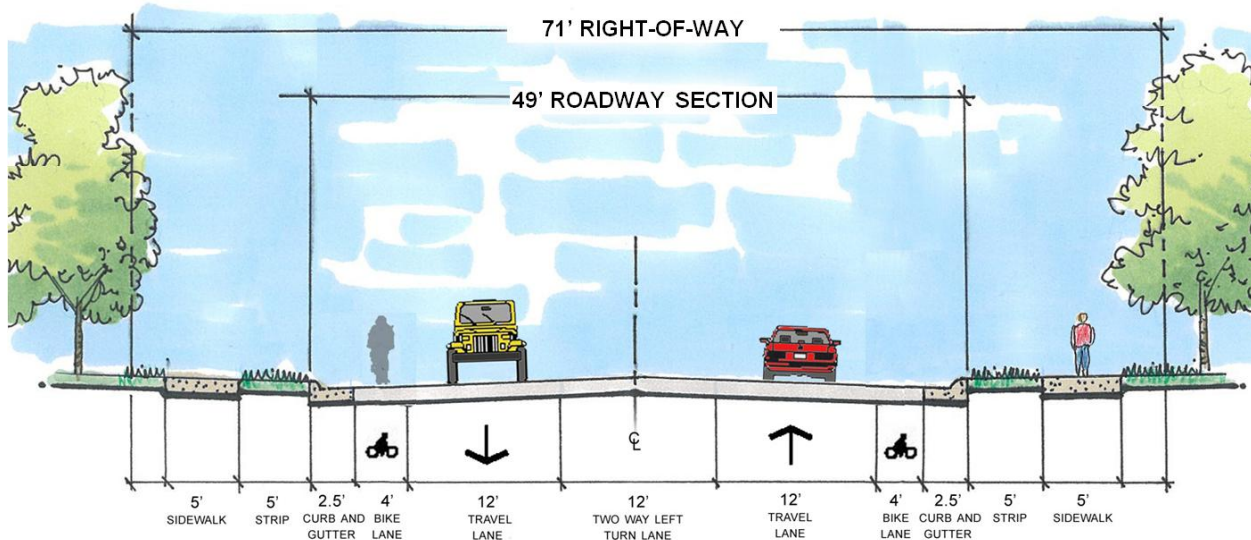 71' RIGHT-OF-WAY
49' ROADWAY SECTION
℄
5' 5' 2.5' 4' 12' 12' 12' 4' 2.5' 5' 5'
SIDEWALK STRIP CURB AND BIKE TRAVEL TWO WAY LEFT TRAVEL BIKE CURB AND STRIP SIDEWALK
GUTTER LANE LANE TURN LANE LANE LANE GUTTER